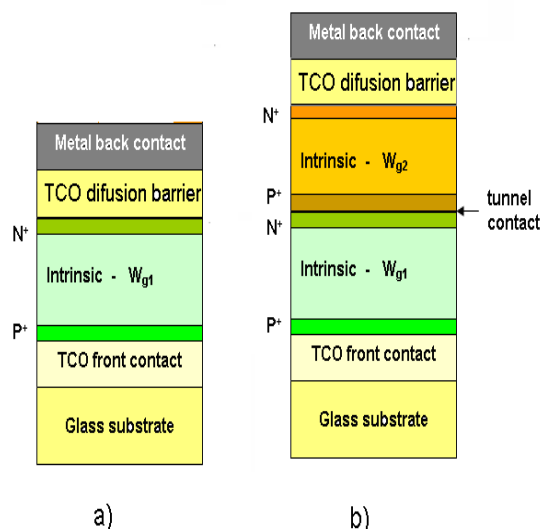 Metal back contact
TCO difusion barrier
N+
Intrinsic - Wg1
P+
TCO front contact
Glass substrate
a)
Metal back contact
TCO difusion barrier
N+
Intrinsic - Wg2
P+
tunnel
contact
N+
Intrinsic - Wg1
P+
TCO front contact
Glass substrate
b)